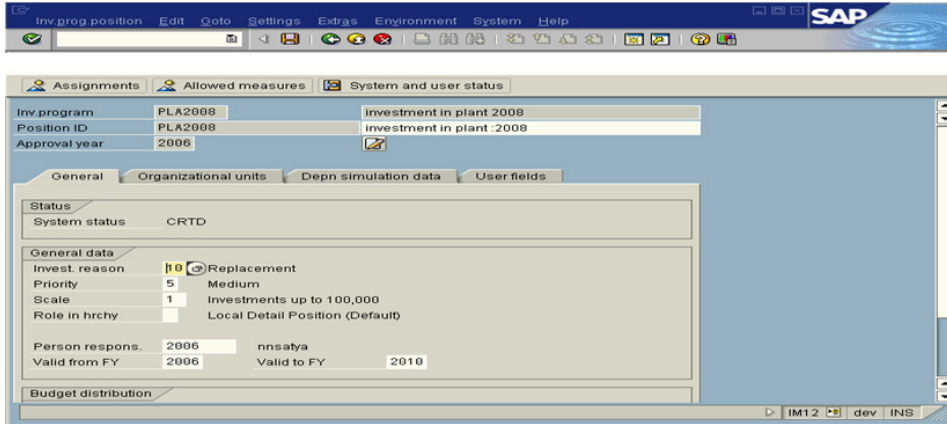 Inv.prog.position Edit Goto Settings Extras Environment System Help
SAP
Assignments Allowed measures System and user status
Inv.program PLA2008 investment in plant 2008
Position ID PLA2008 investment in plant :2008
Approval year 2006
General Organizational units Depn simulation data User fields
Status
System status CRTD
General data
Invest. reason 10 Replacement
Priority 5 Medium
Scale 1 Investments up to 100,000
Role in hrchy Local Detail Position (Default)
Person respons. 2006 nnsatya
Valid from FY 2006 Valid to FY 2010
Budget distribution
IM12 dev INS